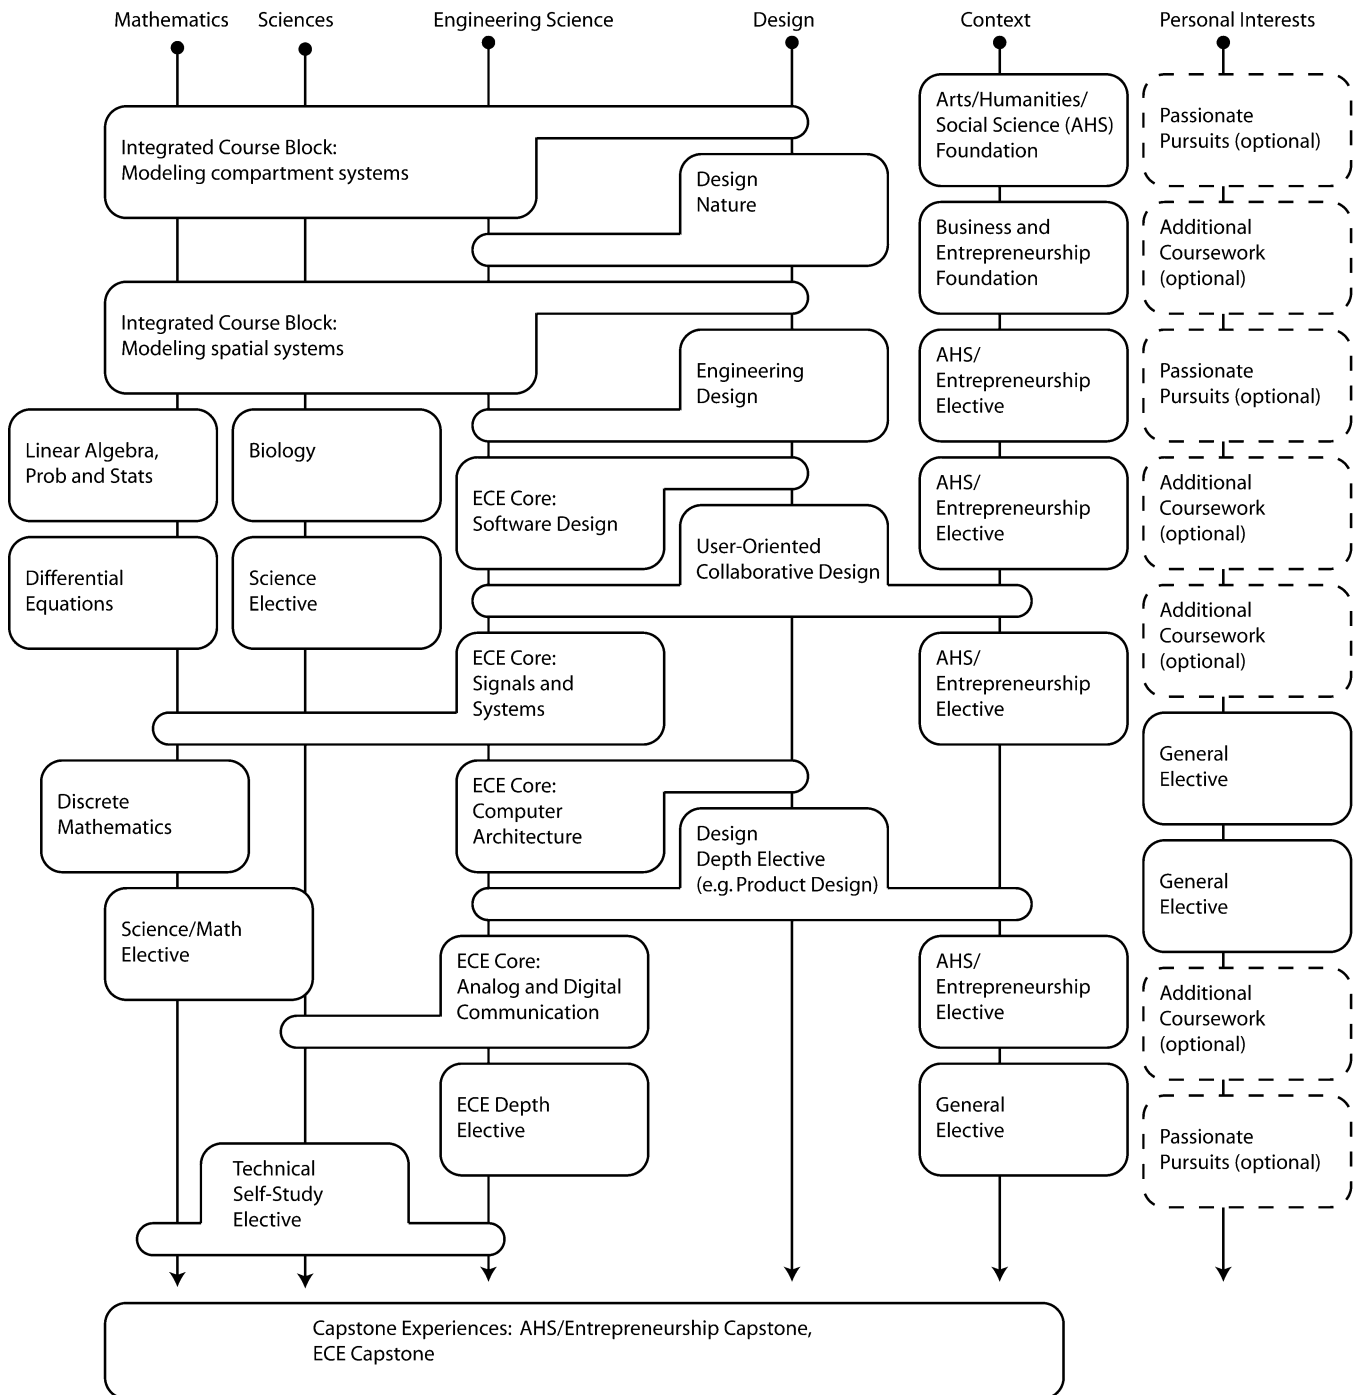 Mathematics
Sciences
Engineering Science
Design
Context
Personal Interests
Integrated Course Block:
Modeling compartment systems
Design
Nature
Arts/Humanities/
Social Science (AHS)
Foundation
Passionate
Pursuits (optional)
Business and
Entrepreneurship
Foundation
Additional
Coursework
(optional)
Integrated Course Block:
Modeling spatial systems
Engineering
Design
AHS/
Entrepreneurship
Elective
Passionate
Pursuits (optional)
Linear Algebra,
Prob and Stats
Biology
ECE Core:
Software Design
AHS/
Entrepreneurship
Elective
Additional
Coursework
(optional)
Differential
Equations
Science
Elective
User-Oriented
Collaborative Design
Additional
Coursework
(optional)
ECE Core:
Signals and
Systems
AHS/
Entrepreneurship
Elective
General
Elective
Discrete
Mathematics
ECE Core:
Computer
Architecture
Design
Depth Elective
(e.g. Product Design)
General
Elective
Science/Math
Elective
ECE Core:
Analog and Digital
Communication
AHS/
Entrepreneurship
Elective
Additional
Coursework
(optional)
ECE Depth
Elective
General
Elective
Passionate
Pursuits (optional)
Technical
Self-Study
Elective
Capstone Experiences: AHS/Entrepreneurship Capstone,
ECE Capstone